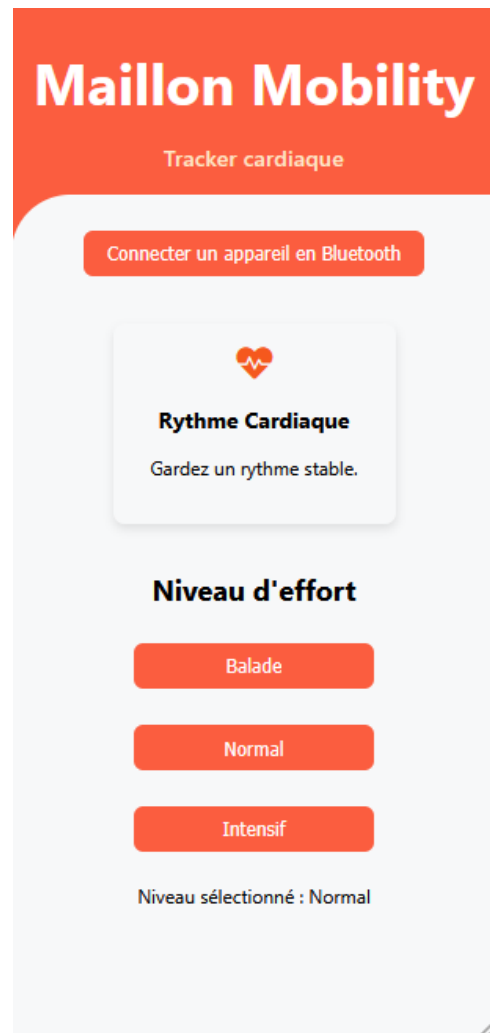 Maillon Mobility
Tracker cardiaque
Connecter un appareil en Bluetooth
Rythme Cardiaque
Gardez un rythme stable.
Niveau d'effort
Balade
Normal
Intensif
Niveau sélectionné : Normal